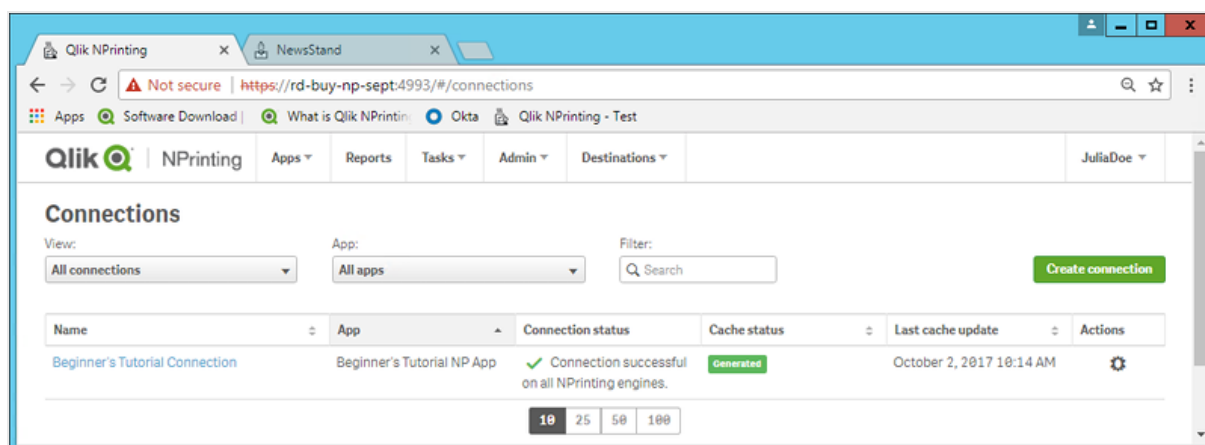 Qlik NPrinting
NewsStand
Not secure https://rd-buy-np-sept:4993/#/connections
Apps Software Download | What is Qlik NPrintin Okta Qlik NPrinting - Test
Qlik NPrinting Apps Reports Tasks Admin Destinations JuliaDoe
Connections
View: App: Filter:
All connections All apps Search Create connection
Name App Connection status Cache status Last cache update Actions
Beginner's Tutorial Connection Beginner's Tutorial NP App Connection successful Generated October 2, 2017 10:14 AM
on all NPrinting engines.
10 25 50 100